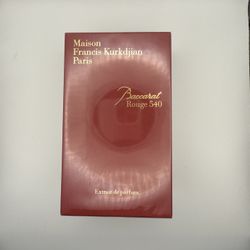 Maison
Francis Kurkdjian
Paris
Baccarat
Rouge 540
Extrait de parfum